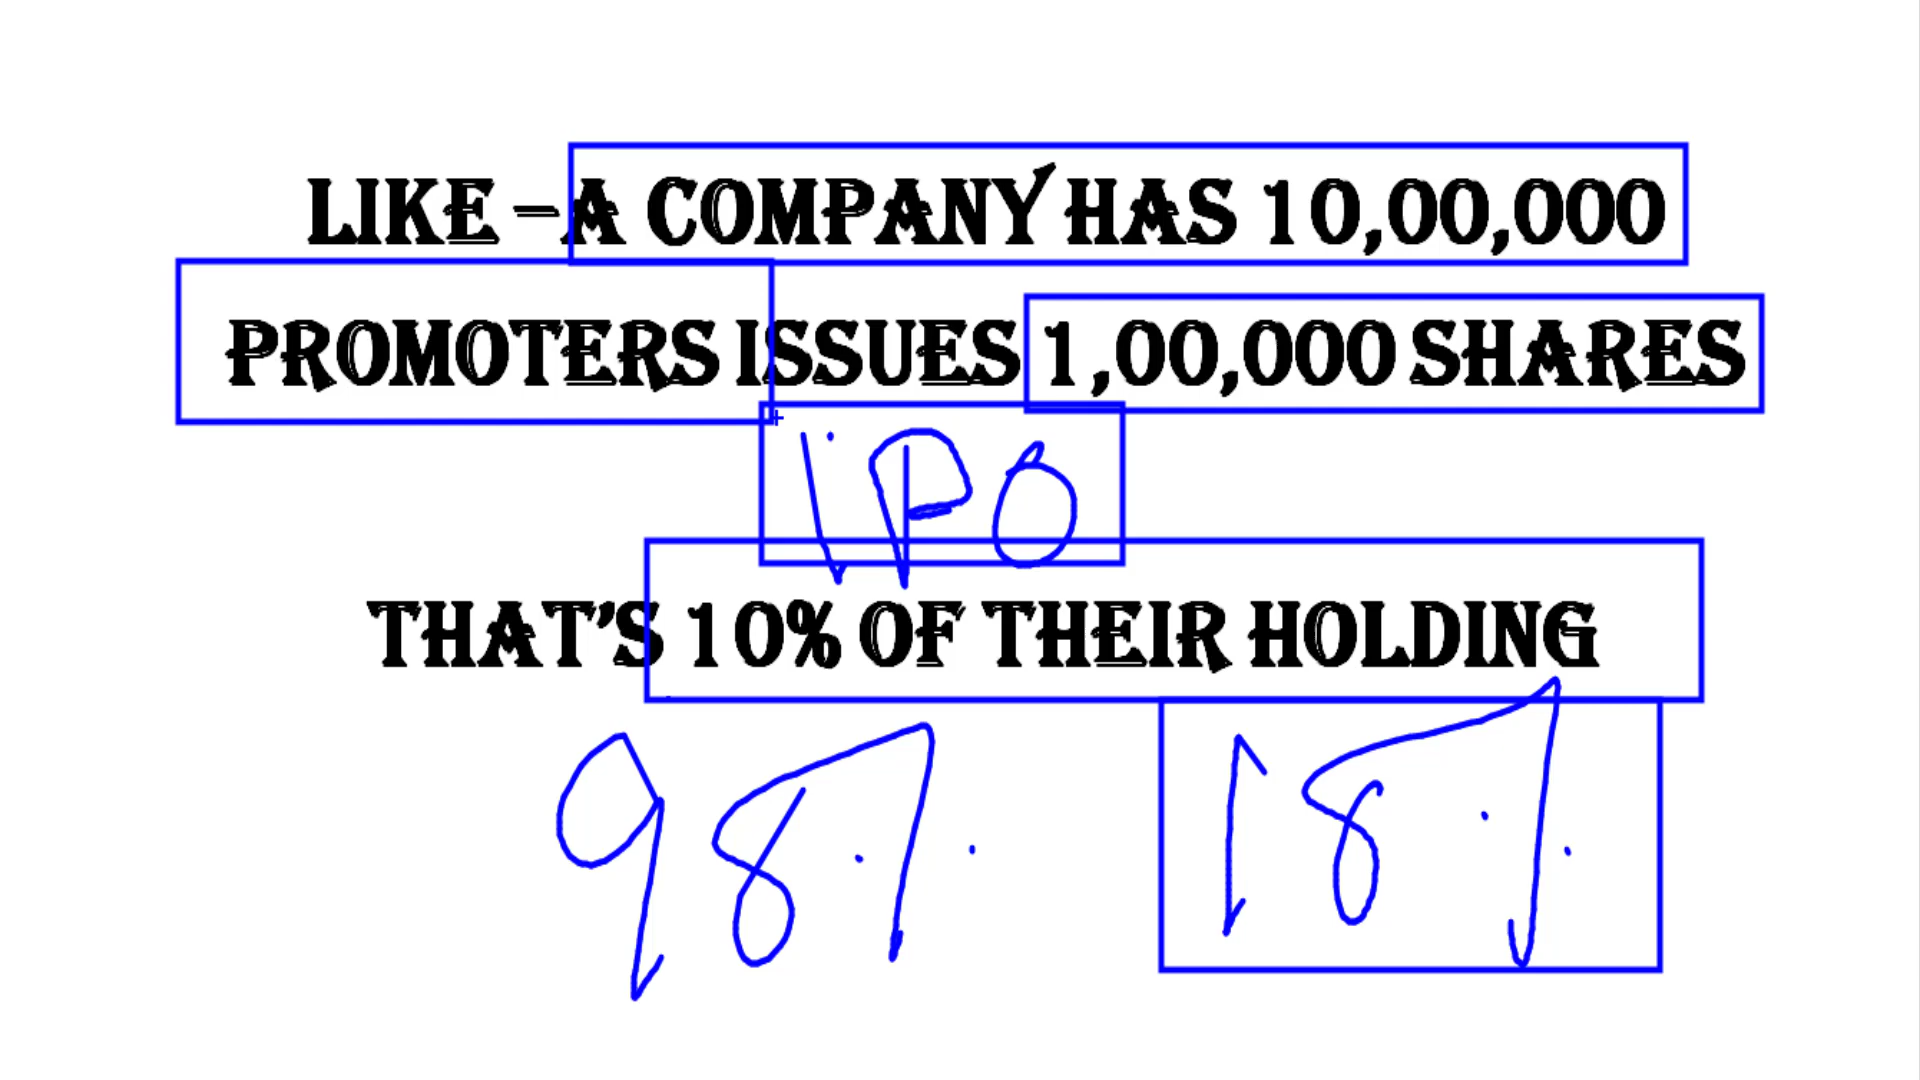 LIKE – A COMPANY HAS 10,00,000
PROMOTERS ISSUES 1,00,000 SHARES
IPO
THAT'S 10% OF THEIR HOLDING
98% 18%